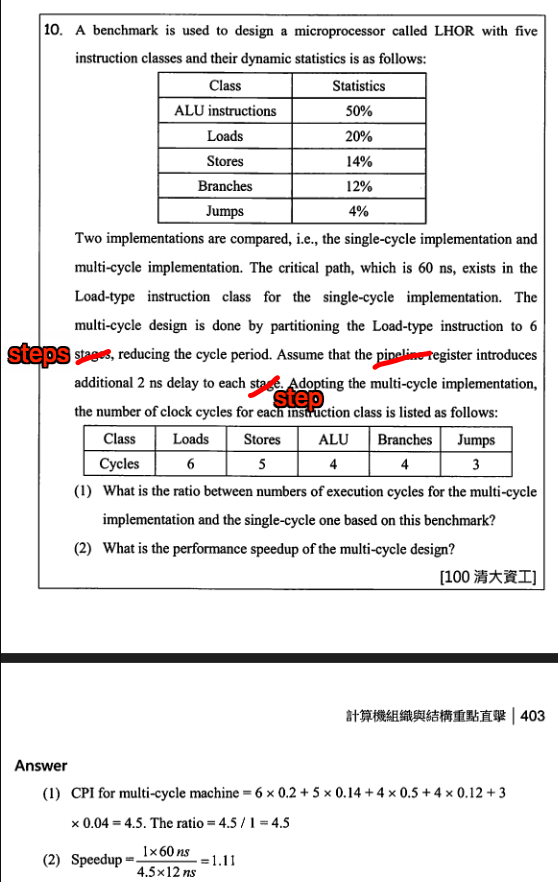 10. A benchmark is used to design a microprocessor called LHOR with five
instruction classes and their dynamic statistics is as follows:
Class Statistics
ALU instructions 50%
Loads 20%
Stores 14%
Branches 12%
Jumps 4%
Two implementations are compared, i.e., the single-cycle implementation and
multi-cycle implementation. The critical path, which is 60 ns, exists in the
Load-type instruction class for the single-cycle implementation. The
multi-cycle design is done by partitioning the Load-type instruction to 6
steps stages, reducing the cycle period. Assume that the pipeline register introduces
additional 2 ns delay to each stage. Adopting the multi-cycle implementation,
step
the number of clock cycles for each instruction class is listed as follows:
Class Loads Stores ALU Branches Jumps
Cycles 6 5 4 4 3
(1) What is the ratio between numbers of execution cycles for the multi-cycle
implementation and the single-cycle one based on this benchmark?
(2) What is the performance speedup of the multi-cycle design?
[100 清大資工]
計算機組織與結構重點直擊 | 403
Answer
(1) CPI for multi-cycle machine = 6 × 0.2 + 5 × 0.14 + 4 × 0.5 + 4 × 0.12 + 3
× 0.04 = 4.5. The ratio = 4.5 / 1 = 4.5
(2) Speedup = 1×60 ns / 4.5×12 ns = 1.11